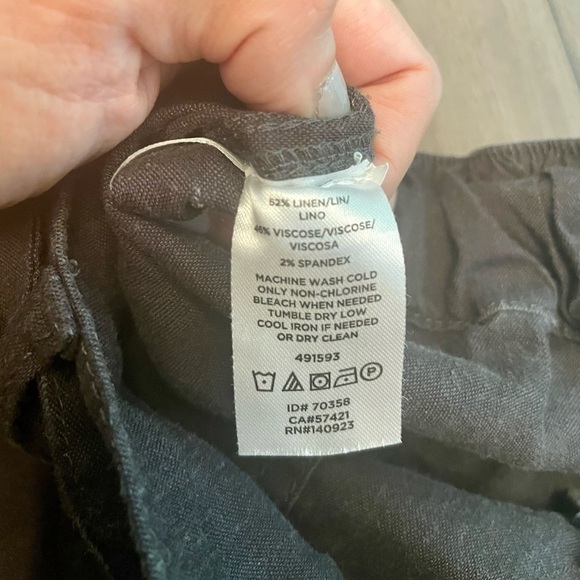 52% LINEN/LIN/
LINO
46% VISCOSE/VISCOSE/
VISCOSA
2% SPANDEX
MACHINE WASH COLD
ONLY NON-CHLORINE
BLEACH WHEN NEEDED
TUMBLE DRY LOW
COOL IRON IF NEEDED
OR DRY CLEAN
491593
P
ID# 70358
CA#57421
RN#140923